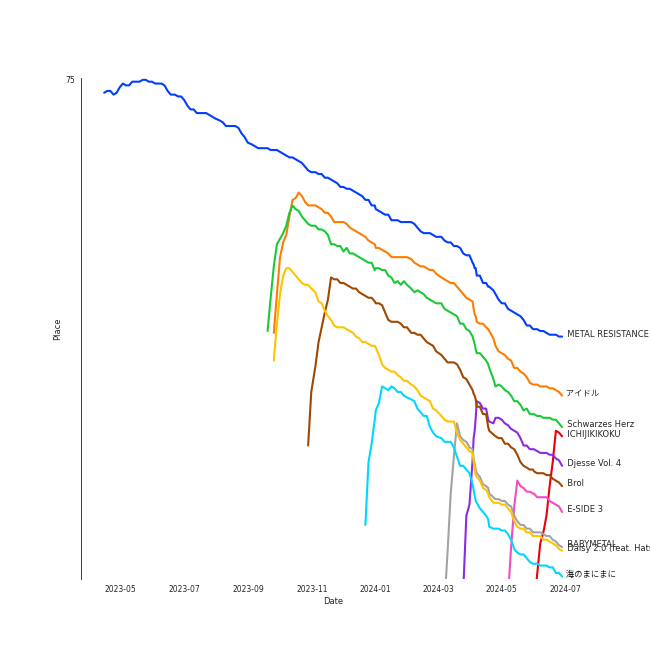 75
Place
METAL RESISTANCE
アイドル
Schwarzes Herz
ICHIJIKIKOKU
Djesse Vol. 4
Brol
E-SIDE 3
BABYMETAL
Daisy 2.0 (feat. Hats
海のまにまに
2023-05 2023-07 2023-09 2023-11 2024-01 2024-03 2024-05 2024-07
Date